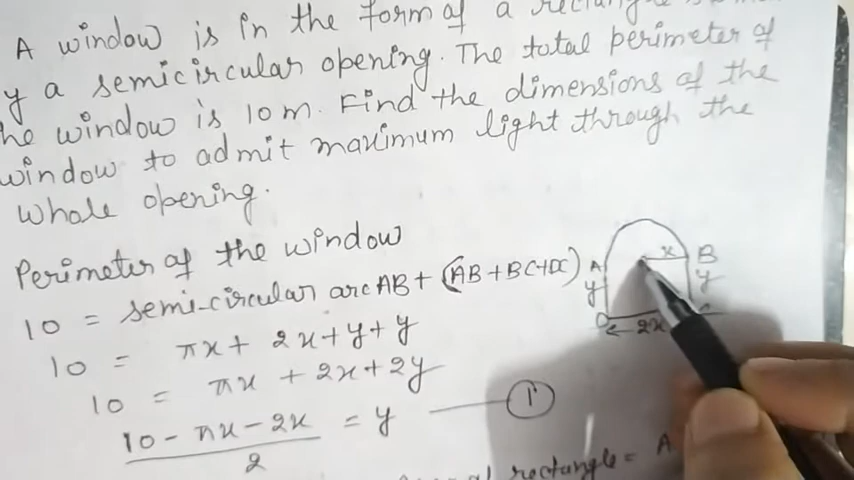 A window is in the form of a rectangle
y a semicircular opening. The total perimeter of
he window is 10 m. Find the dimensions of the
window to admit maximum light through the
whole opening.
Perimeter of the window
10 = semi-circular arc AB + (AB + BC + DC)
10 = πx + 2x + y + y
10 = πx + 2x + 2y
10 - πx - 2x / 2 = y —— 1
x B
A
y y
← 2x
rectangle = A